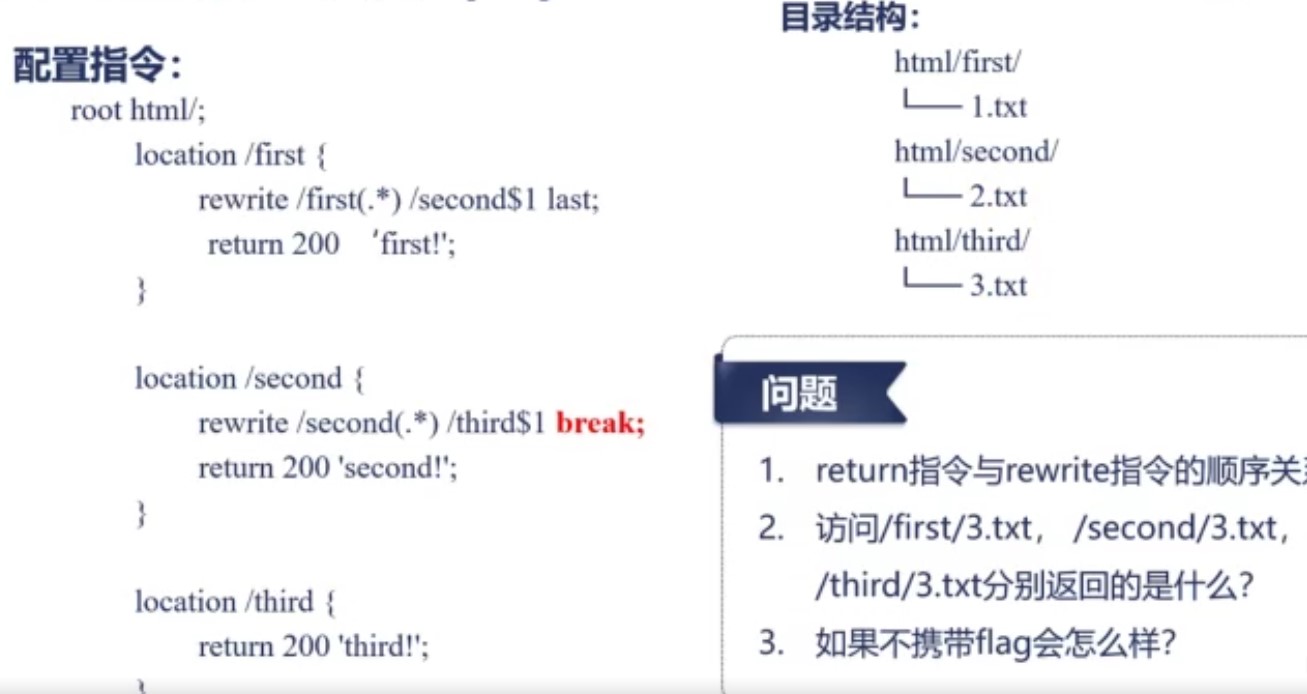 配置指令：
root html/;
location /first {
rewrite /first(.*) /second$1 last;
return 200 'first!';
}
location /second {
rewrite /second(.*) /third$1 break;
return 200 'second!';
}
location /third {
return 200 'third!';
目录结构：
html/first/
└── 1.txt
html/second/
└── 2.txt
html/third/
└── 3.txt
问题
1. return指令与rewrite指令的顺序关
2. 访问/first/3.txt， /second/3.txt，
/third/3.txt分别返回的是什么？
3. 如果不携带flag会怎么样？